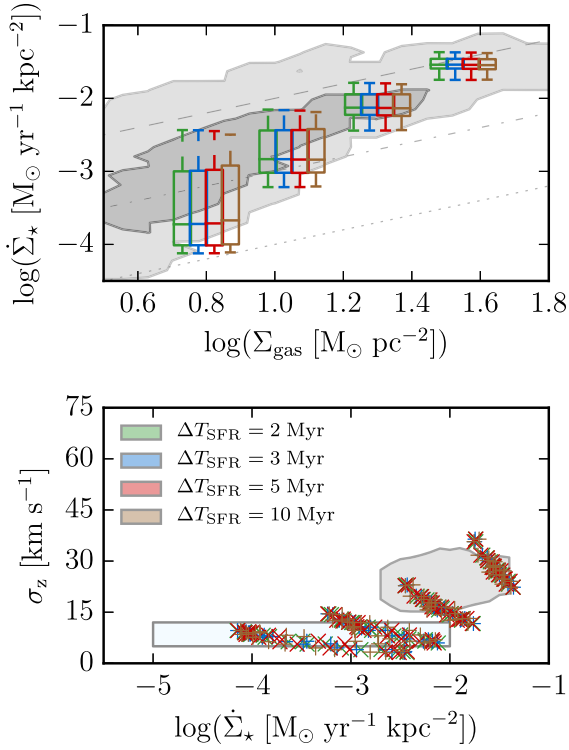 −1
−2
−3
−4
log(Σ̇⋆ [M⊙ yr⁻¹ kpc⁻²])
0.6 0.8 1.0 1.2 1.4 1.6 1.8
log(Σgas [M⊙ pc⁻²])
75
60
45
30
15
0
σz [km s⁻¹]
ΔTSFR = 2 Myr
ΔTSFR = 3 Myr
ΔTSFR = 5 Myr
ΔTSFR = 10 Myr
−5 −4 −3 −2 −1
log(Σ̇⋆ [M⊙ yr⁻¹ kpc⁻²])